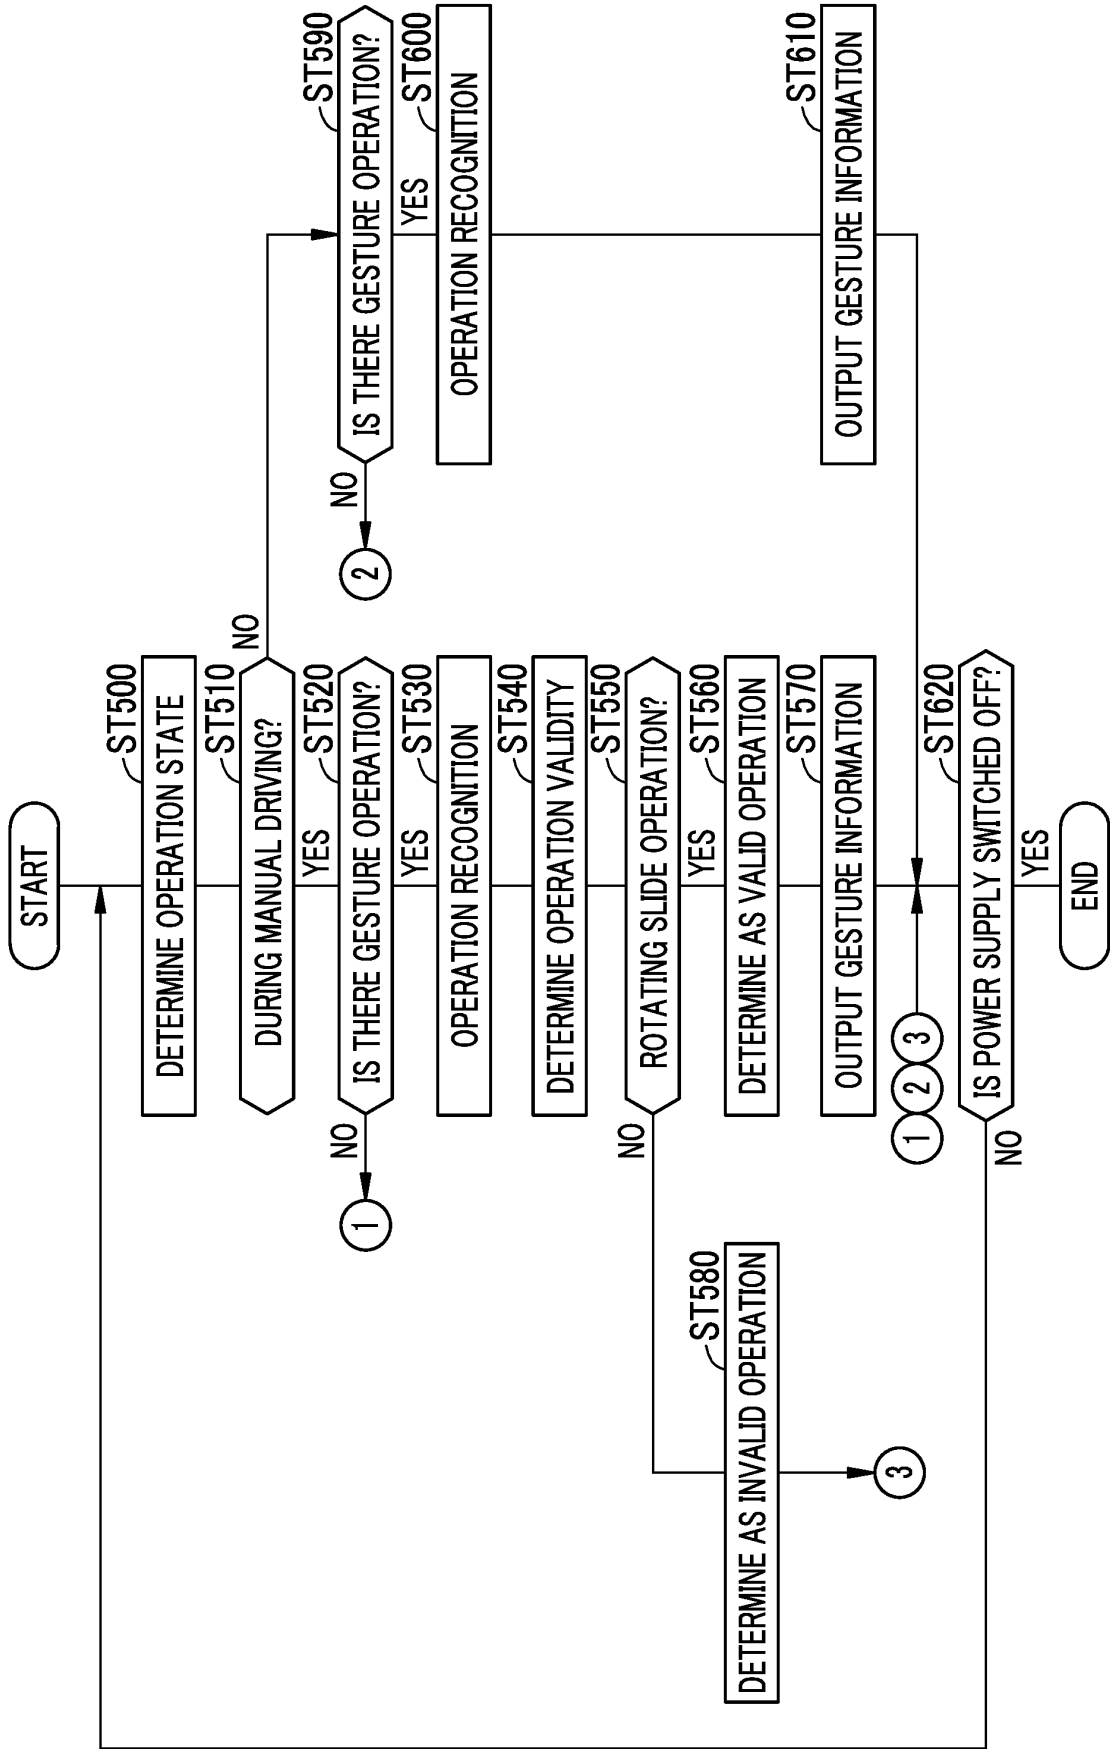 START
ST500
DETERMINE OPERATION STATE
ST510
DURING MANUAL DRIVING?
NO
YES
ST520
IS THERE GESTURE OPERATION?
NO
1
YES
ST530
OPERATION RECOGNITION
ST540
DETERMINE OPERATION VALIDITY
ST550
ROTATING SLIDE OPERATION?
NO
YES
ST560
DETERMINE AS VALID OPERATION
ST570
OUTPUT GESTURE INFORMATION
ST580
DETERMINE AS INVALID OPERATION
3
ST590
IS THERE GESTURE OPERATION?
NO
2
YES
ST600
OPERATION RECOGNITION
ST610
OUTPUT GESTURE INFORMATION
1 2 3
ST620
IS POWER SUPPLY SWITCHED OFF?
NO
YES
END